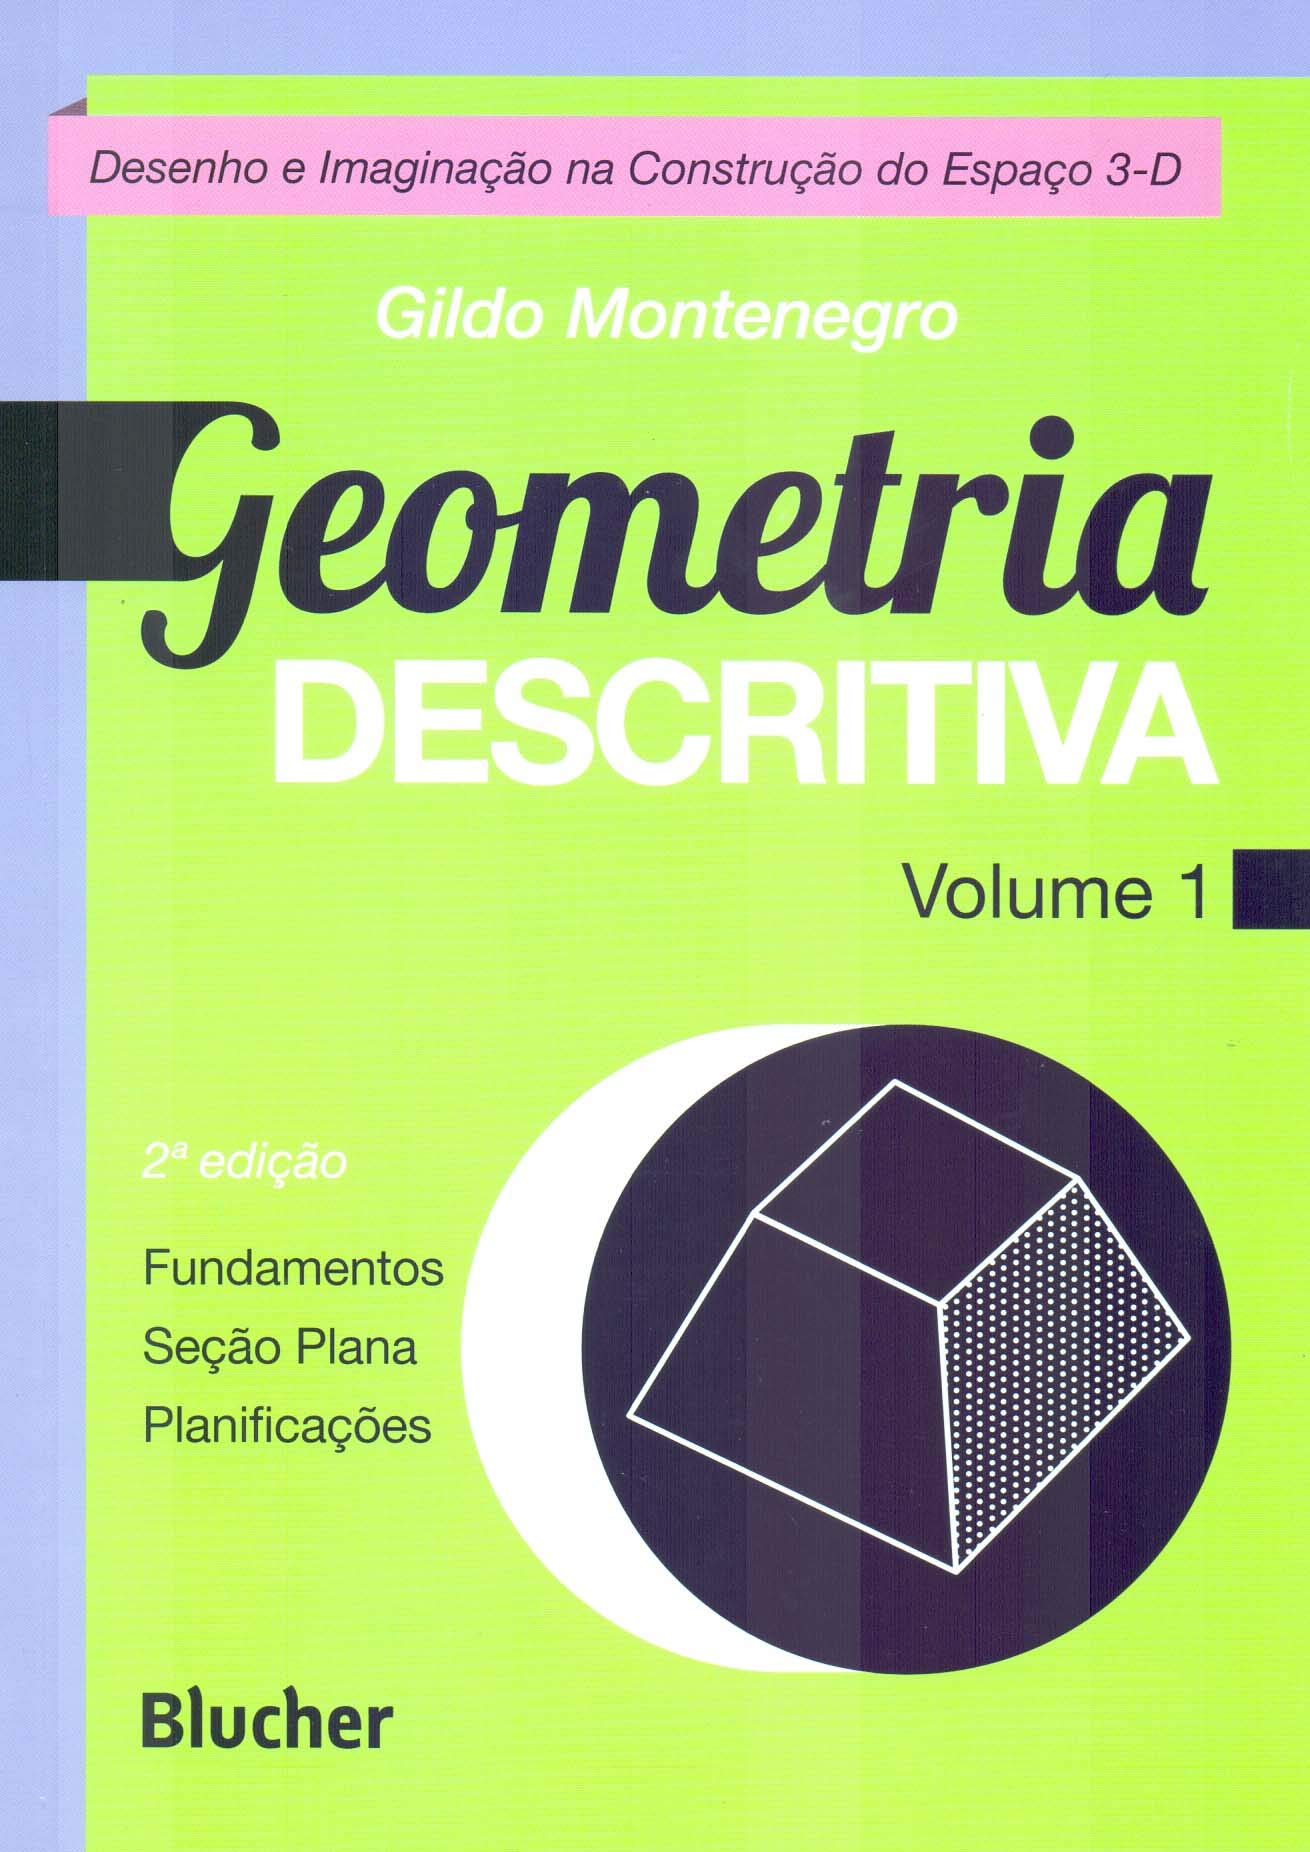 Desenho e Imaginação na Construção do Espaço 3-D
Gildo Montenegro
Geometria
DESCRITIVA
Volume 1
2ª edição
Fundamentos
Seção Plana
Planificações
Blucher